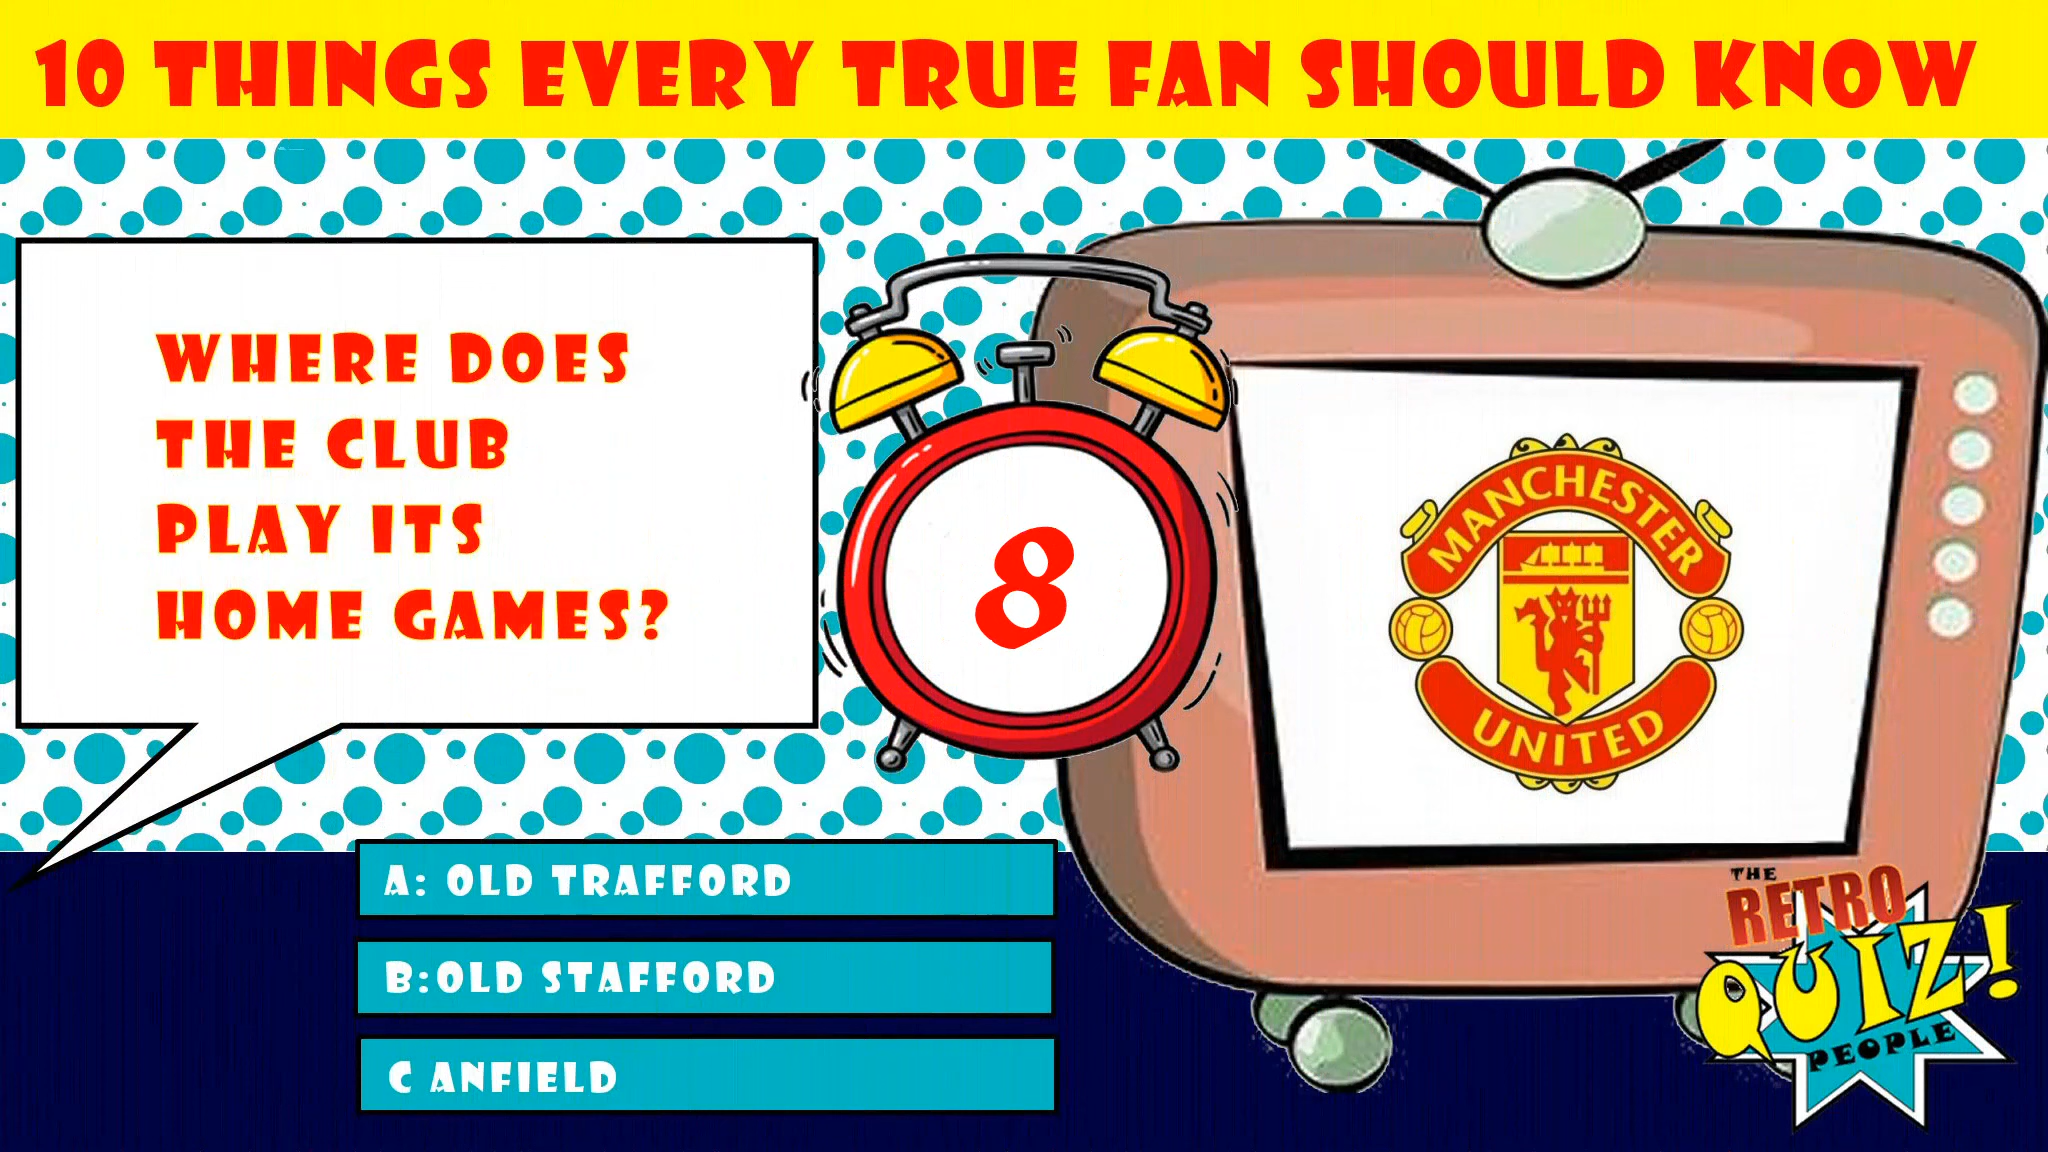 10 THINGS EVERY TRUE FAN SHOULD KNOW
WHERE DOES
THE CLUB
PLAY ITS
HOME GAMES?
8
MANCHESTER
UNITED
A: OLD TRAFFORD
B:OLD STAFFORD
C ANFIELD
THE
RETRO
QUIZ!
PEOPLE